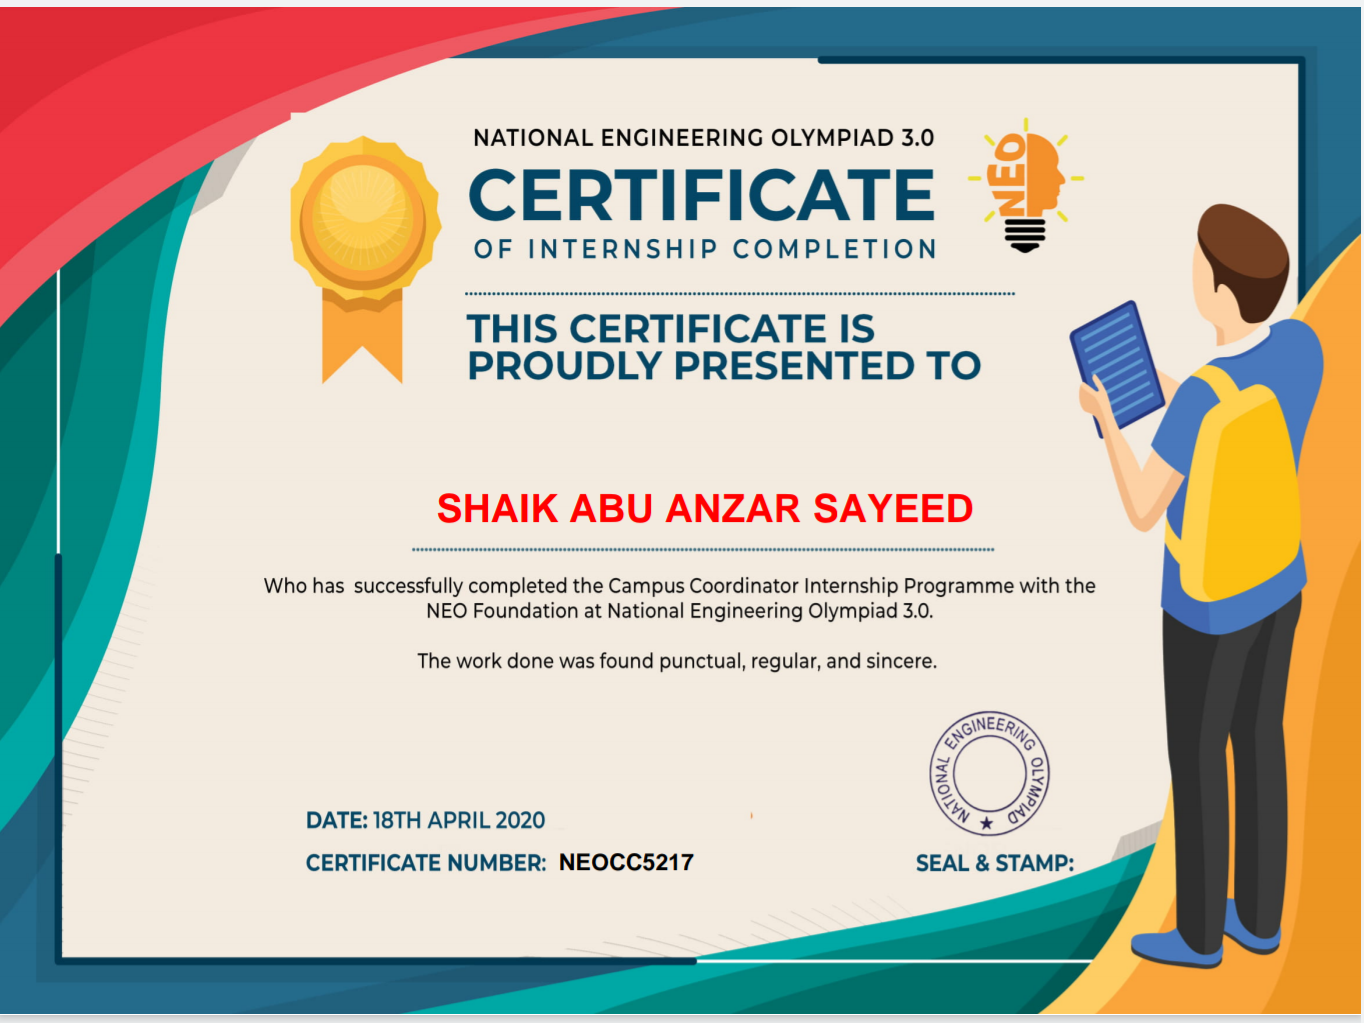 NATIONAL ENGINEERING OLYMPIAD 3.0
CERTIFICATE
OF INTERNSHIP COMPLETION
NEO
THIS CERTIFICATE IS
PROUDLY PRESENTED TO
SHAIK ABU ANZAR SAYEED
Who has successfully completed the Campus Coordinator Internship Programme with the
NEO Foundation at National Engineering Olympiad 3.0.
The work done was found punctual, regular, and sincere.
NATIONAL ENGINEERING OLYMPIAD
DATE: 18TH APRIL 2020
CERTIFICATE NUMBER: NEOCC5217
SEAL & STAMP: